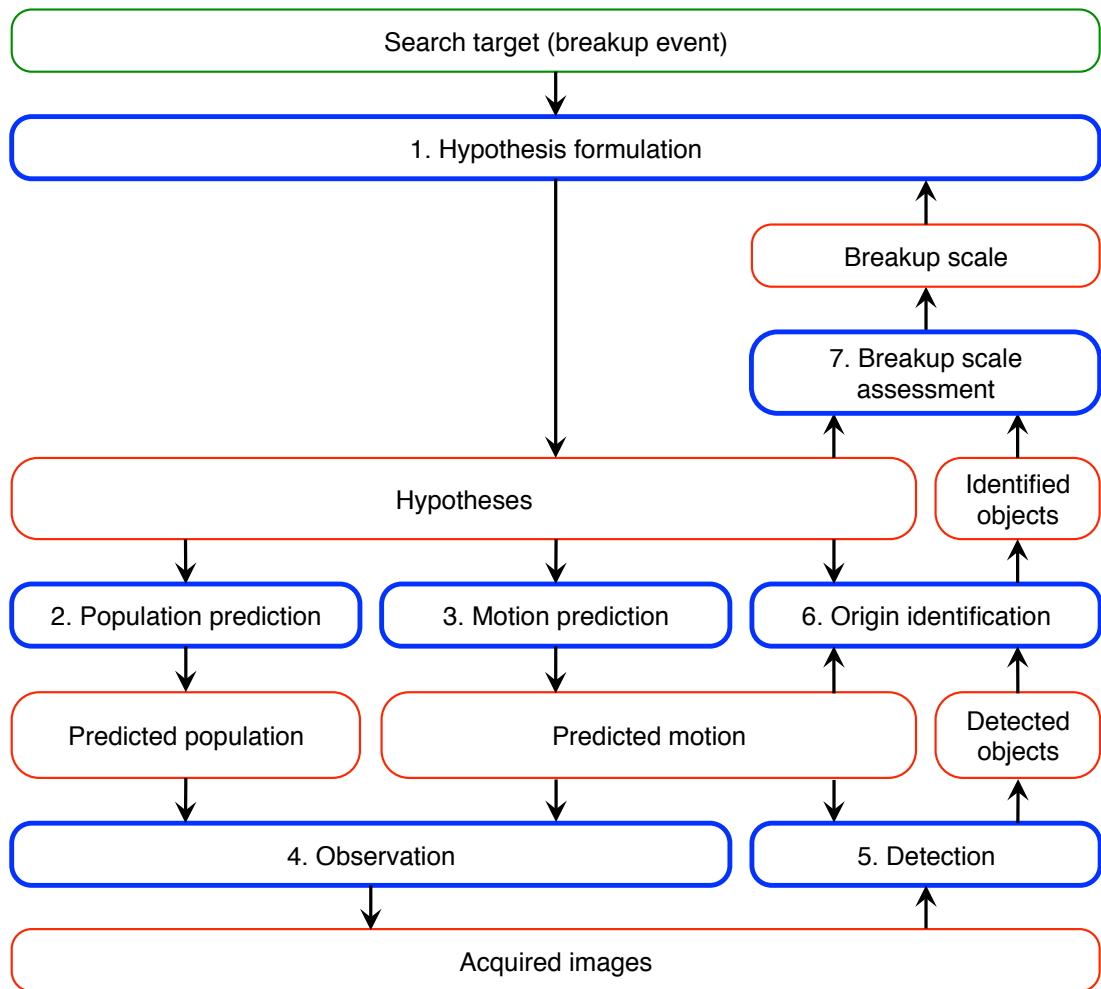 Search target (breakup event)
1. Hypothesis formulation
Breakup scale
7. Breakup scale
assessment
Hypotheses
Identified
objects
2. Population prediction
3. Motion prediction
6. Origin identification
Predicted population
Predicted motion
Detected
objects
4. Observation
5. Detection
Acquired images